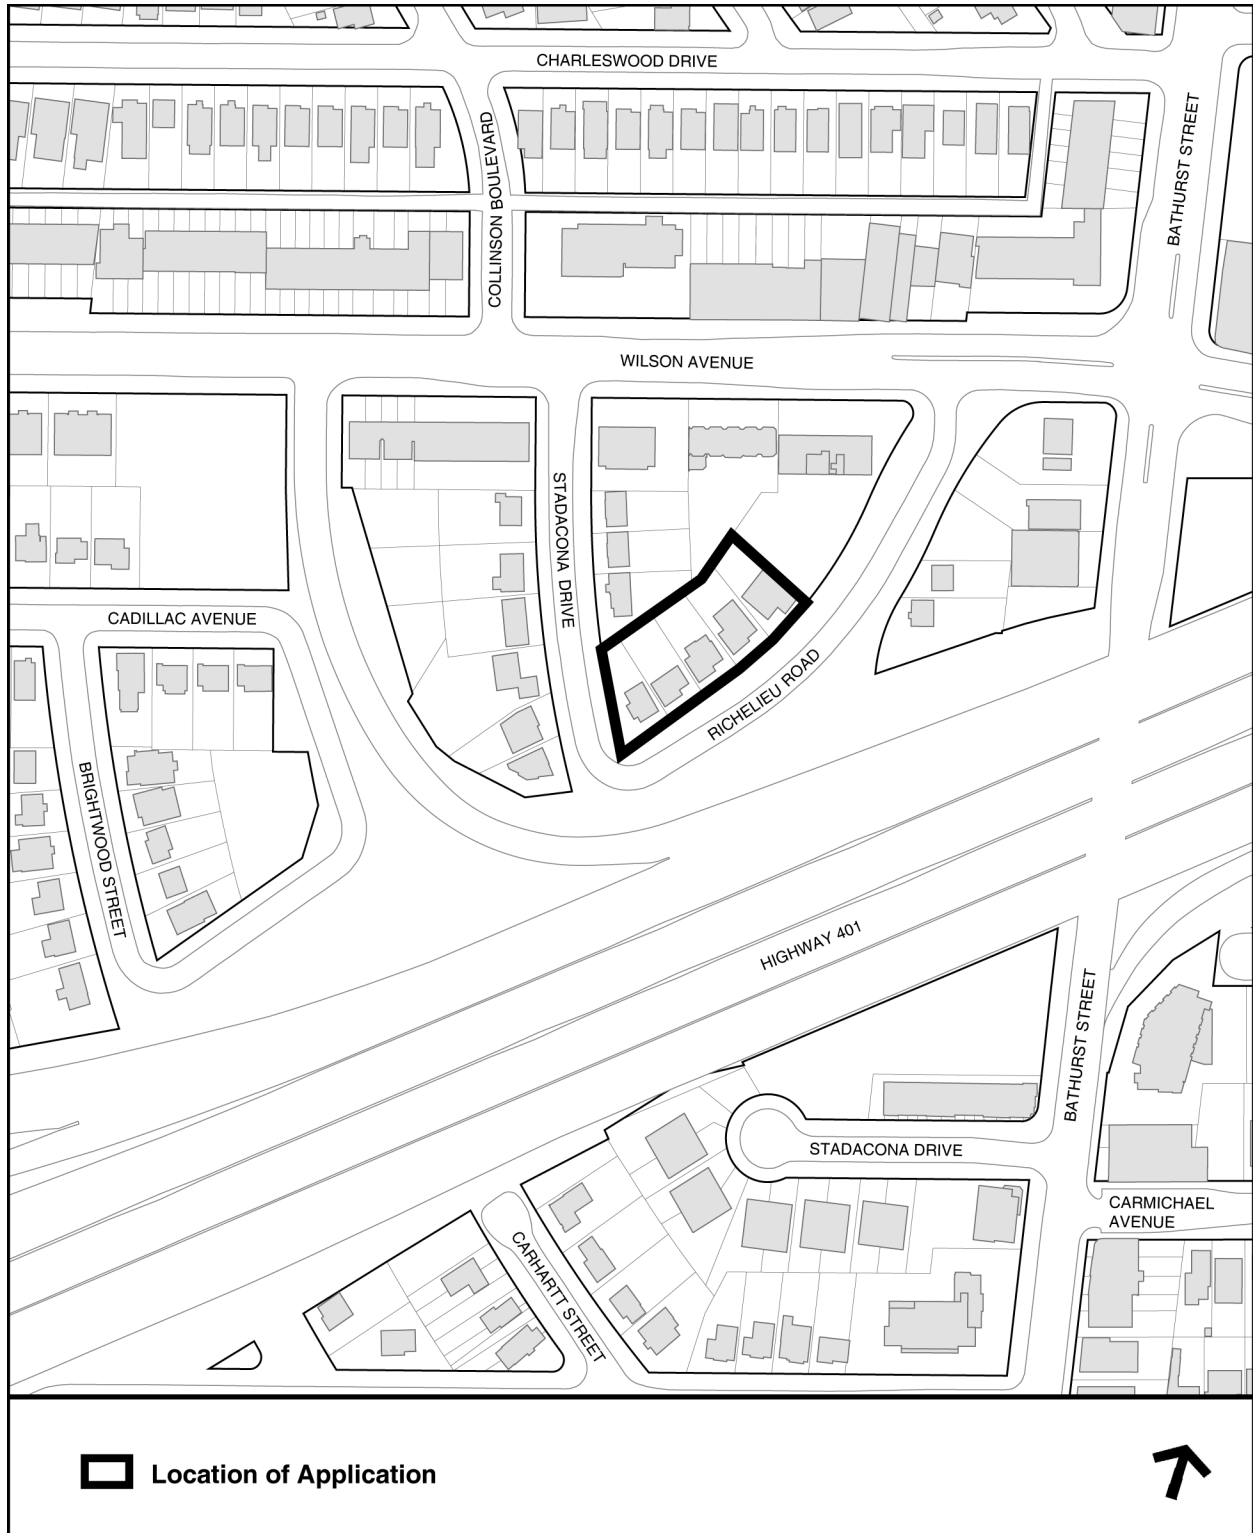 CHARLESWOOD DRIVE
COLLINSON BOULEVARD
BATHURST STREET
WILSON AVENUE
STADACONA DRIVE
CADILLAC AVENUE
RICHELIEU ROAD
BRIGHTWOOD STREET
HIGHWAY 401
BATHURST STREET
STADACONA DRIVE
CARMICHAEL
AVENUE
CARHARTT STREET
Location of Application